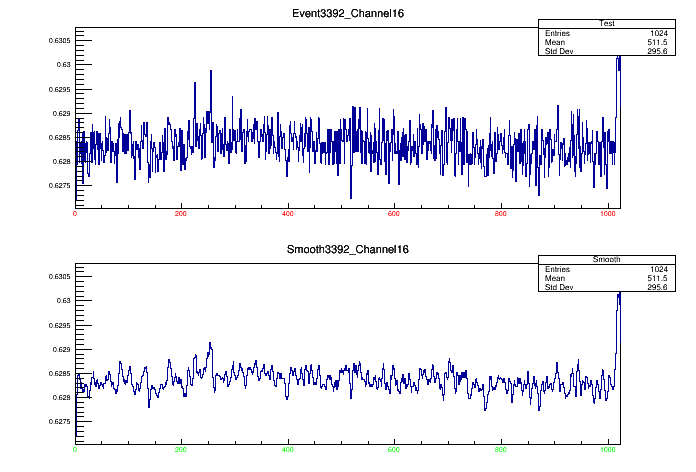 Event3392_Channel16
Test
Entries 1024
Mean 511.5
Std Dev 295.6
0.6305
0.63
0.6295
0.629
0.6285
0.628
0.6275
0 200 400 600 800 1000
Smooth3392_Channel16
Smooth
Entries 1024
Mean 511.5
Std Dev 295.6
0.6305
0.63
0.6295
0.629
0.6285
0.628
0.6275
0 200 400 600 800 1000